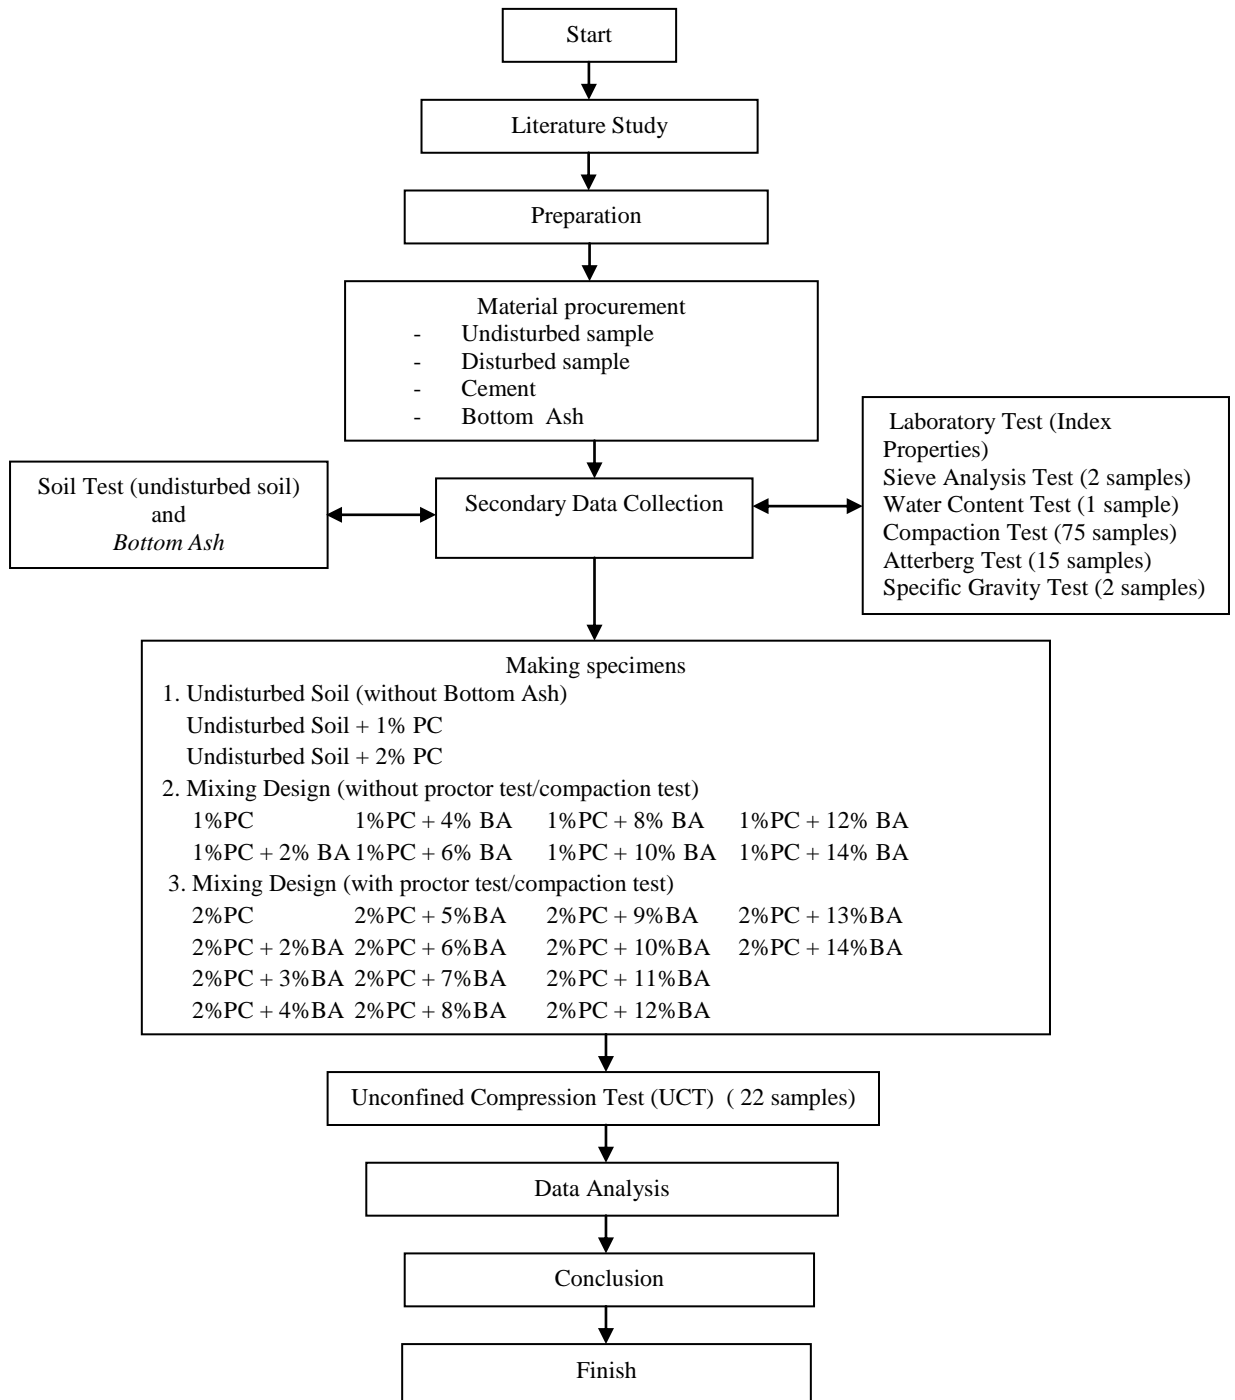 Start
Literature Study
Preparation
Material procurement
- Undisturbed sample
- Disturbed sample
- Cement
- Bottom Ash
Soil Test (undisturbed soil)
and
Bottom Ash
Secondary Data Collection
Laboratory Test (Index
Properties)
Sieve Analysis Test (2 samples)
Water Content Test (1 sample)
Compaction Test (75 samples)
Atterberg Test (15 samples)
Specific Gravity Test (2 samples)
Making specimens
1. Undisturbed Soil (without Bottom Ash)
Undisturbed Soil + 1% PC
Undisturbed Soil + 2% PC
2. Mixing Design (without proctor test/compaction test)
1%PC 1%PC + 4% BA 1%PC + 8% BA 1%PC + 12% BA
1%PC + 2% BA 1%PC + 6% BA 1%PC + 10% BA 1%PC + 14% BA
3. Mixing Design (with proctor test/compaction test)
2%PC 2%PC + 5%BA 2%PC + 9%BA 2%PC + 13%BA
2%PC + 2%BA 2%PC + 6%BA 2%PC + 10%BA 2%PC + 14%BA
2%PC + 3%BA 2%PC + 7%BA 2%PC + 11%BA
2%PC + 4%BA 2%PC + 8%BA 2%PC + 12%BA
Unconfined Compression Test (UCT) ( 22 samples)
Data Analysis
Conclusion
Finish